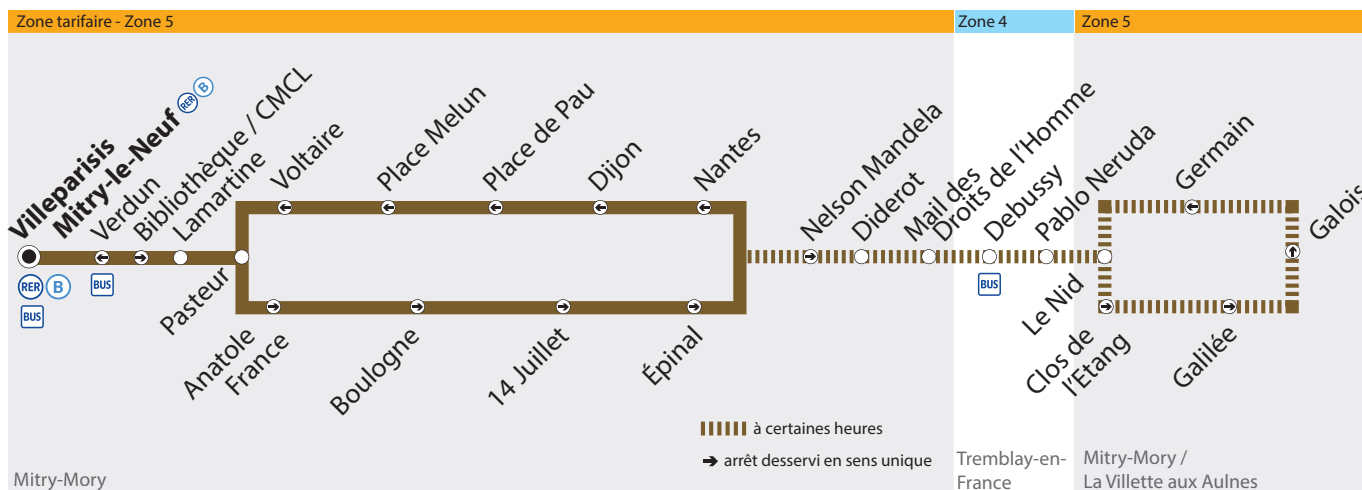 Zone tarifaire - Zone 5
Zone 4
Zone 5
Villeparisis
Mitry-le-Neuf
RER B
Verdun
Bibliothèque / CMCL
Lamartine
Voltaire
Place Melun
Place de Pau
Dijon
Nantes
Nelson Mandela
Diderot
Mail des
Droits de l'Homme
Debussy
Pablo Neruda
Germain
Galois
RER B
BUS
BUS
BUS
Pasteur
Anatole
France
Boulogne
14 Juillet
Épinal
Le Nid
Clos de
l'Etang
Galilée
à certaines heures
arrêt desservi en sens unique
Mitry-Mory
Tremblay-en-
France
Mitry-Mory /
La Villette aux Aulnes